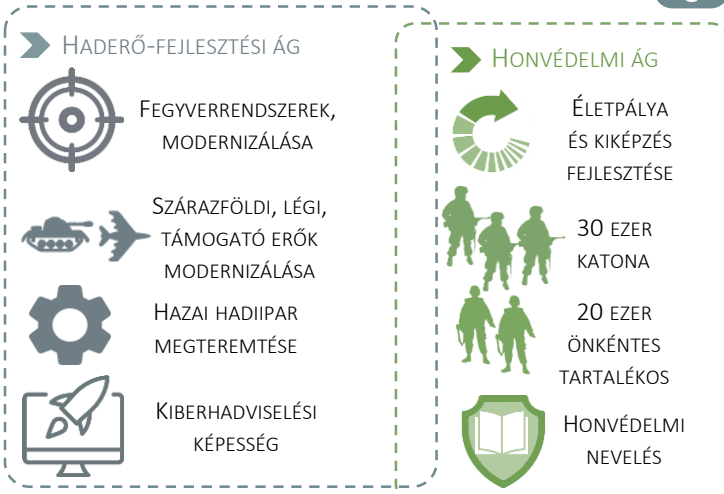 HADERŐ-FEJLESZTÉSI ÁG
FEGYVERRENDSZEREK,
MODERNIZÁLÁSA
SZÁRAZFÖLDI, LÉGI,
TÁMOGATÓ ERŐK
MODERNIZÁLÁSA
HAZAI HADIIPAR
MEGTEREMTÉSE
KIBERHADVISELÉSI
KÉPESSÉG
HONVÉDELMI ÁG
ÉLETPÁLYA
ÉS KIKÉPZÉS
FEJLESZTÉSE
30 EZER
KATONA
20 EZER
ÖNKÉNTES
TARTALÉKOS
HONVÉDELMI
NEVELÉS